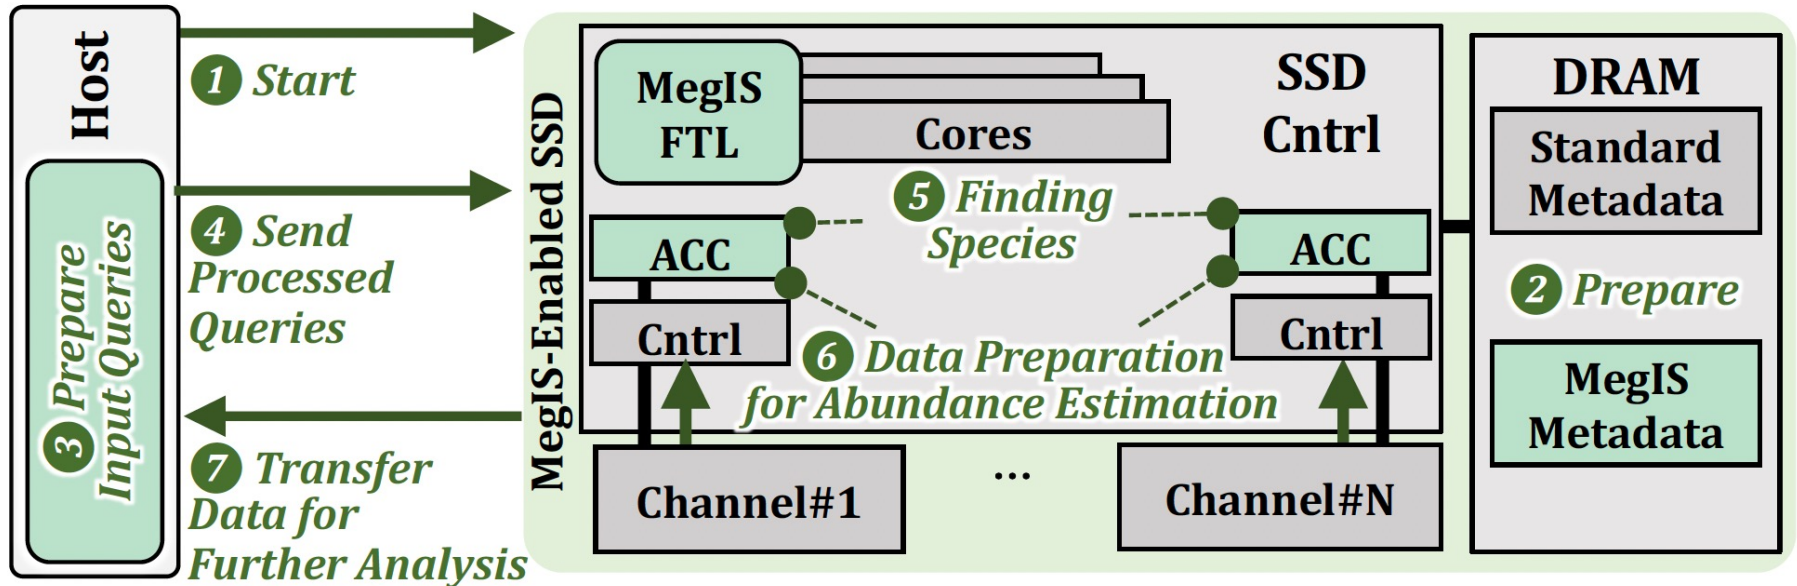 Host
3 Prepare
Input Queries
1 Start
4 Send
Processed
Queries
7 Transfer
Data for
Further Analysis
MegIS-Enabled SSD
MegIS
FTL
Cores
SSD
Cntrl
5 Finding
Species
ACC
Cntrl
ACC
Cntrl
6 Data Preparation
for Abundance Estimation
Channel#1
...
Channel#N
DRAM
Standard
Metadata
2 Prepare
MegIS
Metadata